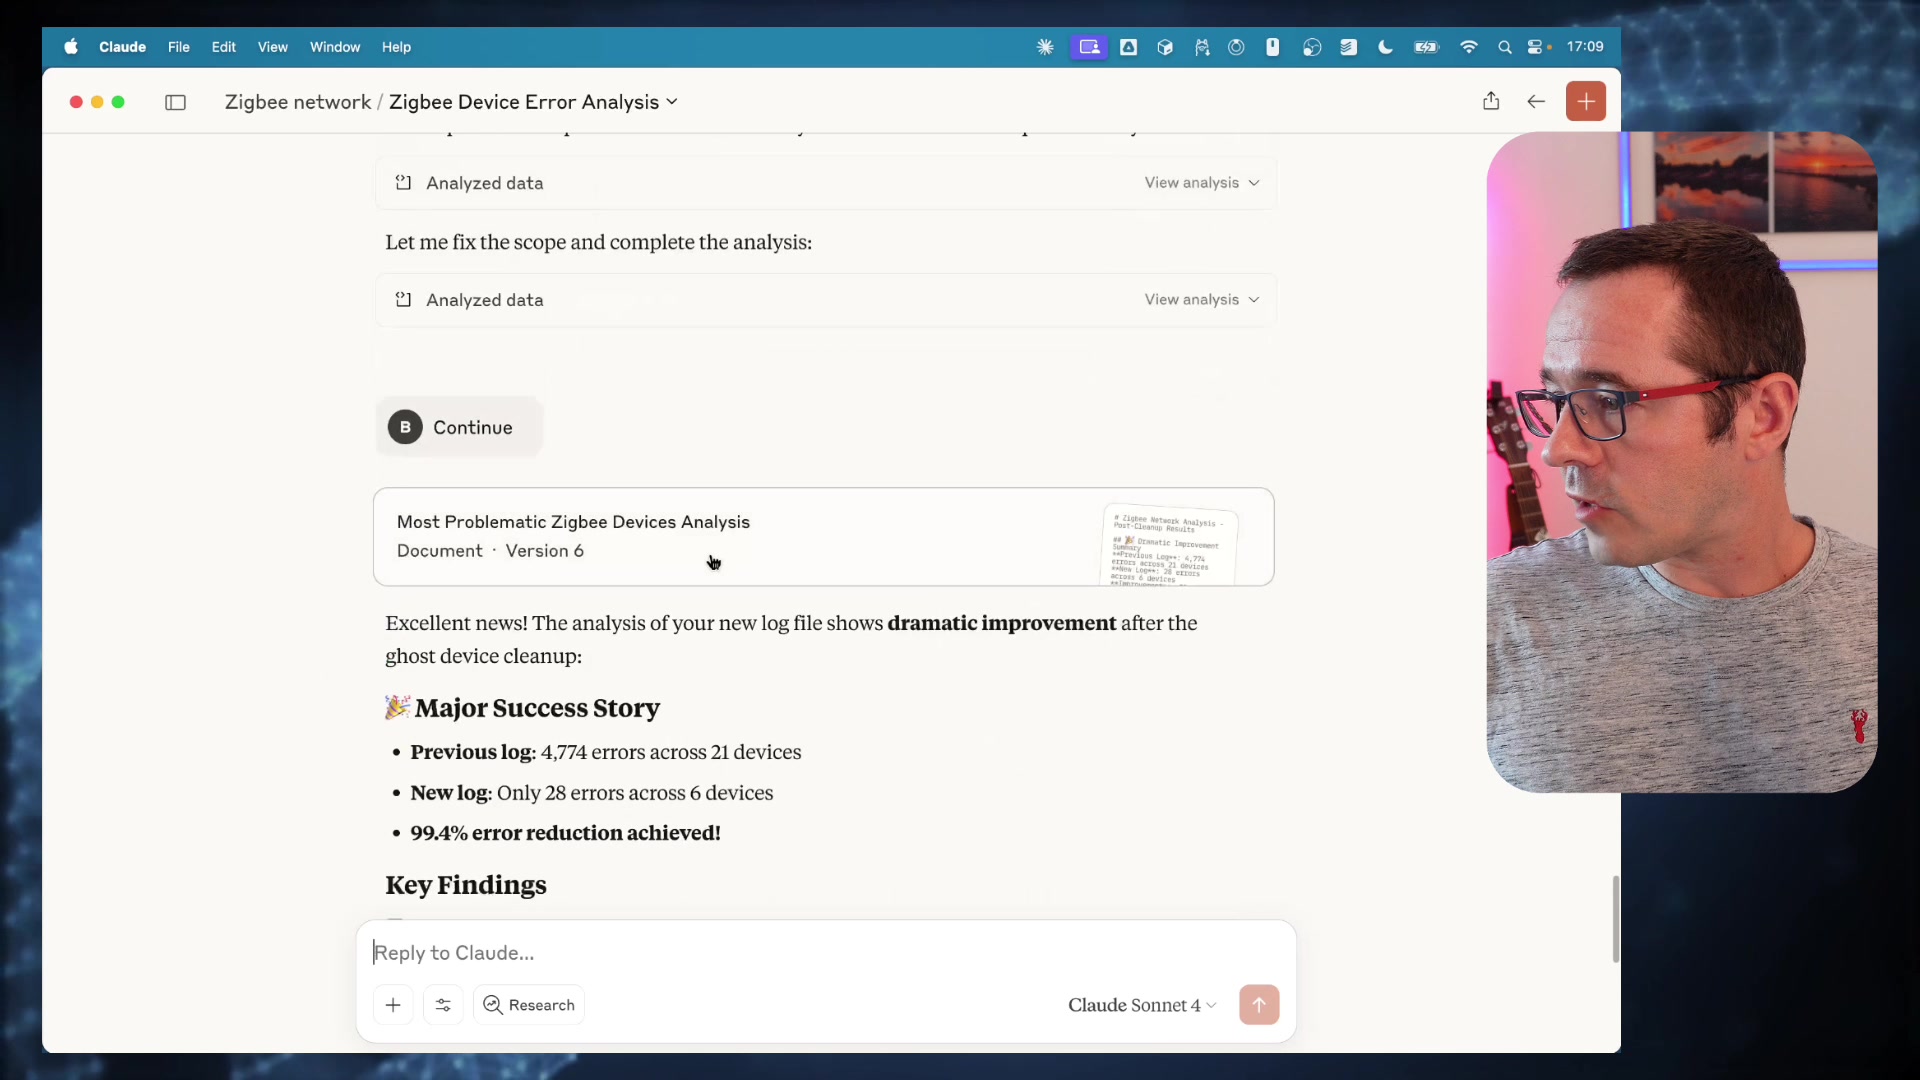 Claude File Edit View Window Help 17:09
Zigbee network / Zigbee Device Error Analysis
Analyzed data View analysis
Let me fix the scope and complete the analysis:
Analyzed data View analysis
B Continue
Most Problematic Zigbee Devices Analysis
Document · Version 6
# Zigbee Network Analysis -
Post-Cleanup Results
## 🎉 Dramatic Improvement
Summary
**Previous Log**: 4,774
errors across 21 devices
**New Log**: 28 errors
across 6 devices
Excellent news! The analysis of your new log file shows dramatic improvement after the
ghost device cleanup:
🎉 Major Success Story
• Previous log: 4,774 errors across 21 devices
• New log: Only 28 errors across 6 devices
• 99.4% error reduction achieved!
Key Findings
Reply to Claude...
Research Claude Sonnet 4